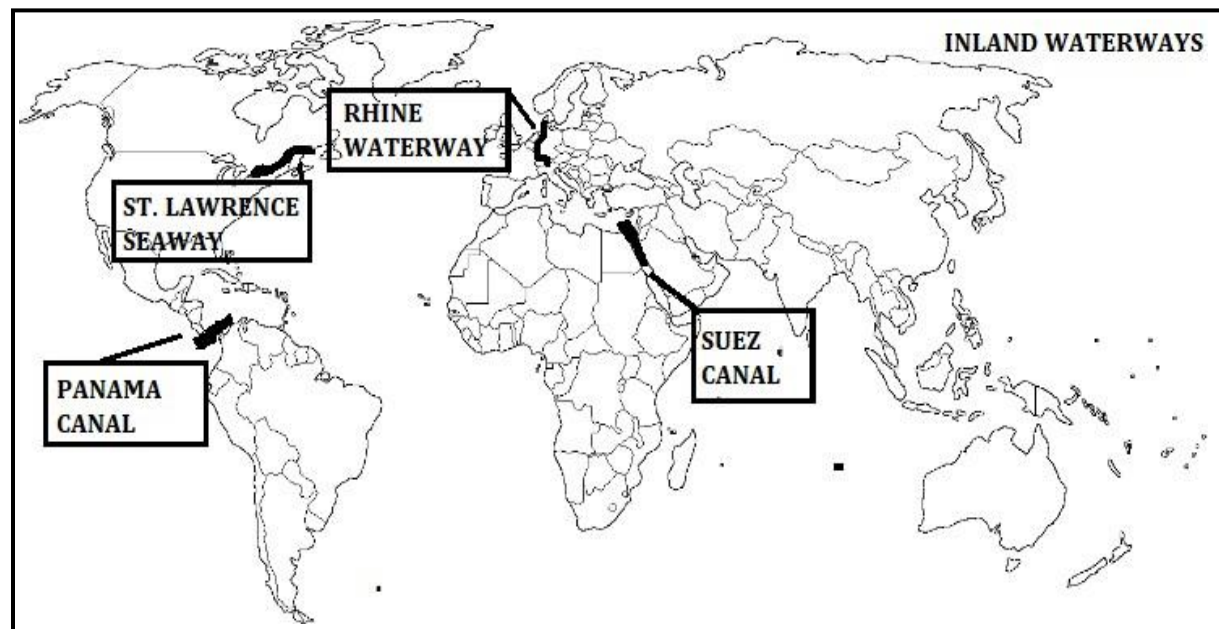 INLAND WATERWAYS
RHINE
WATERWAY
ST. LAWRENCE
SEAWAY
SUEZ
CANAL
PANAMA
CANAL